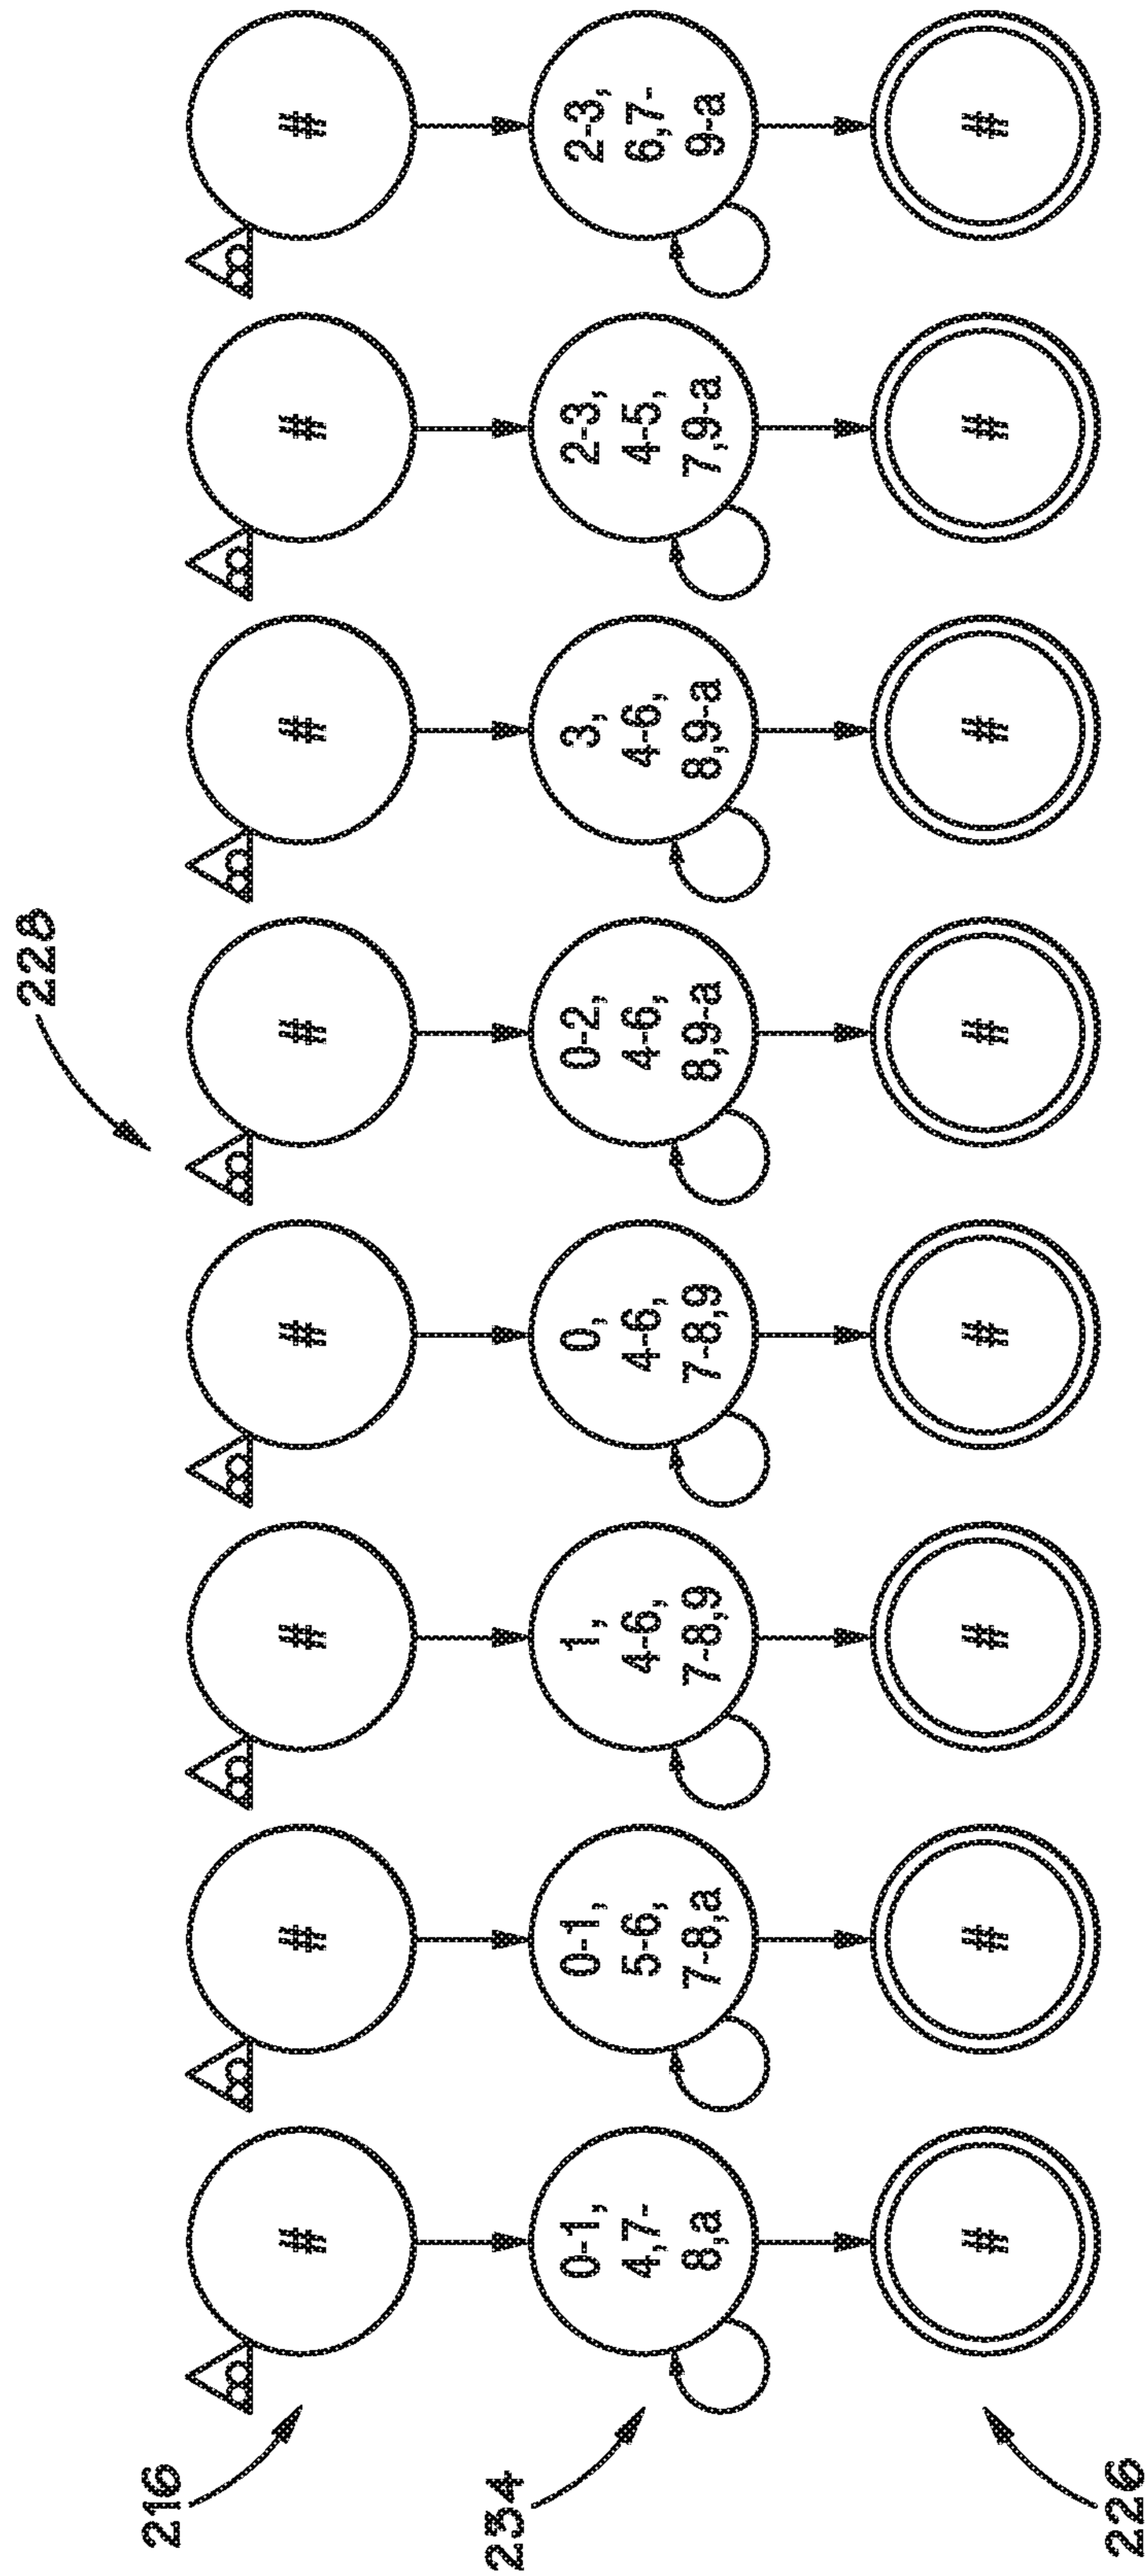 228
216
∞ # ∞ # ∞ # ∞ # ∞ # ∞ # ∞ # ∞ #
234
0-1,
4,7-
8,a
0-1,
5-6,
7-8,a
1,
4-6,
7-8,9
0,
4-6,
7-8,9
0-2,
4-6,
8,9-a
3,
4-6,
8,9-a
2-3,
4-5,
7,9-a
2-3,
6,7-
9-a
# # # # # # # #
226